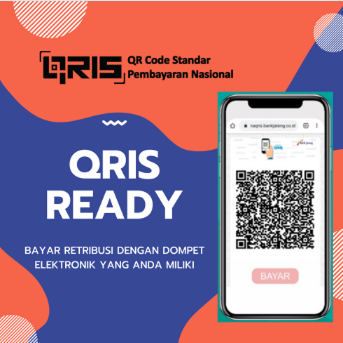 QRIS
QR Code Standar
Pembayaran Nasional
QRIS
READY
BAYAR RETRIBUSI DENGAN DOMPET
ELEKTRONIK YANG ANDA MILIKI
BAYAR